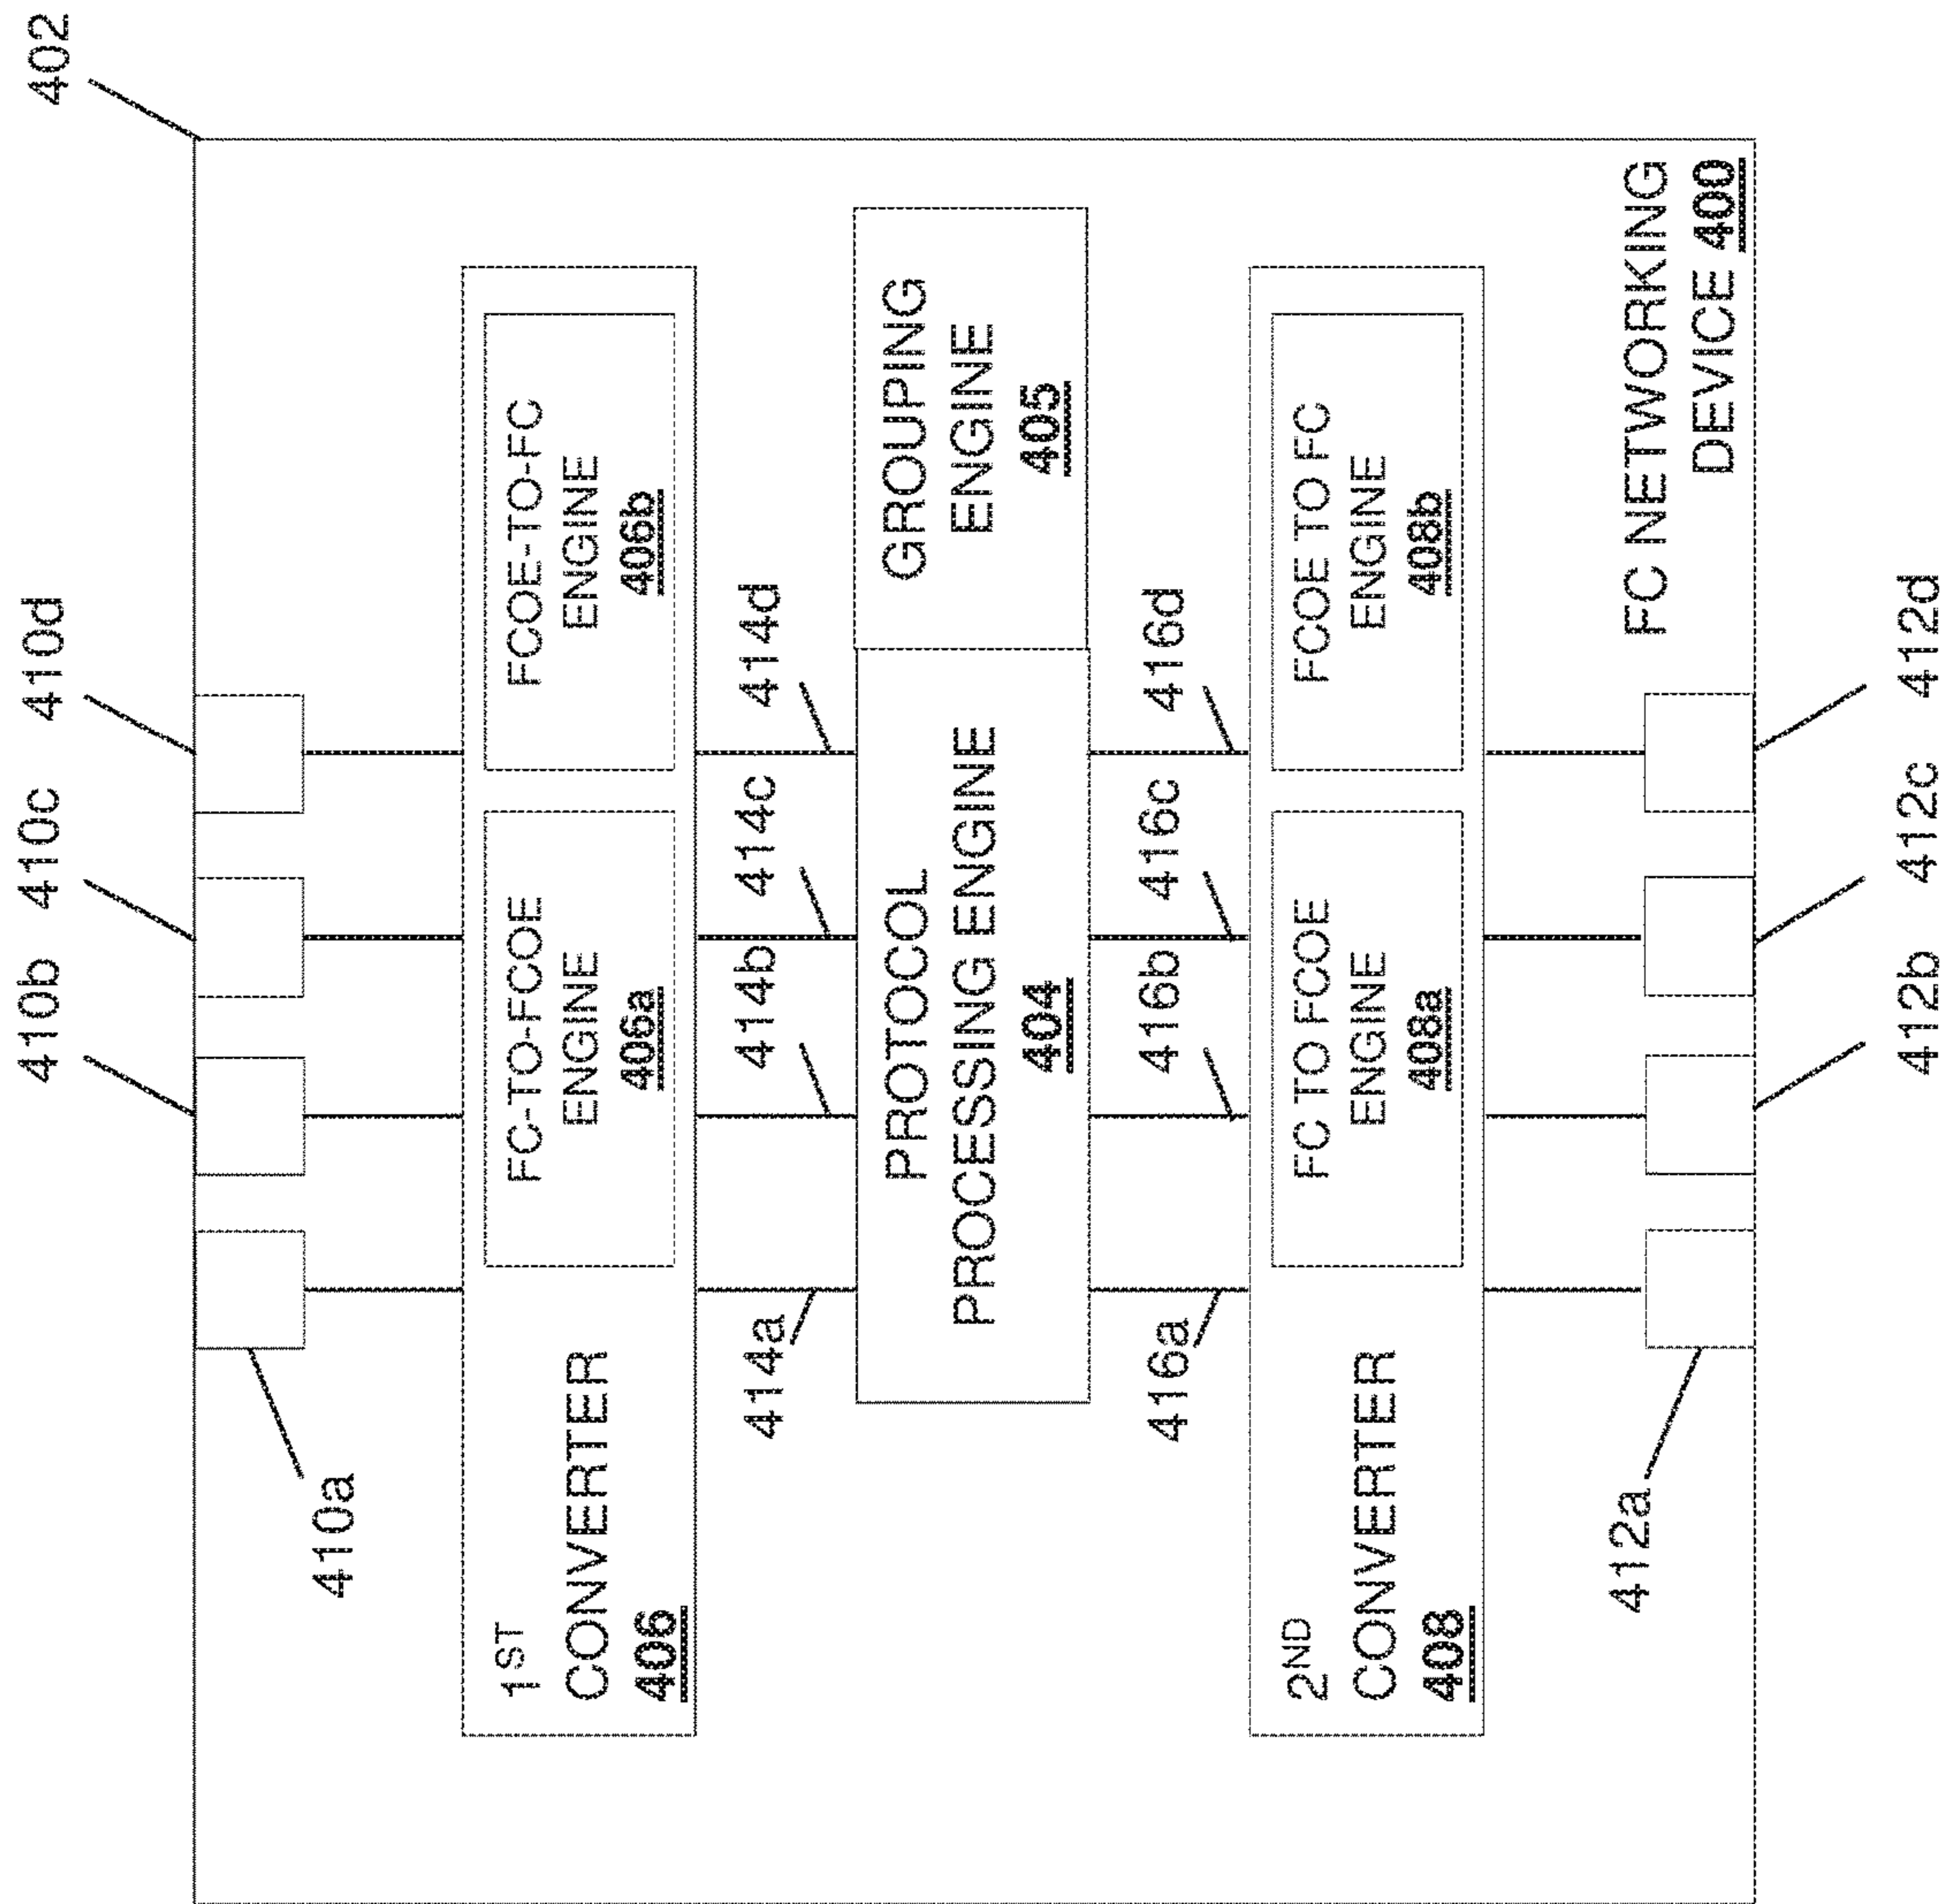 402
410b
410c
410d
410a
1ST
CONVERTER
406
FC-TO-FCOE
ENGINE
406a
FCOE-TO-FC
ENGINE
406b
414a
414b
414c
414d
PROTOCOL
PROCESSING ENGINE
404
GROUPING
ENGINE
405
416a
416b
416c
416d
2ND
CONVERTER
408
FC TO FCOE
ENGINE
408a
FCOE TO FC
ENGINE
408b
412a
FC NETWORKING
DEVICE 400
412b
412c
412d